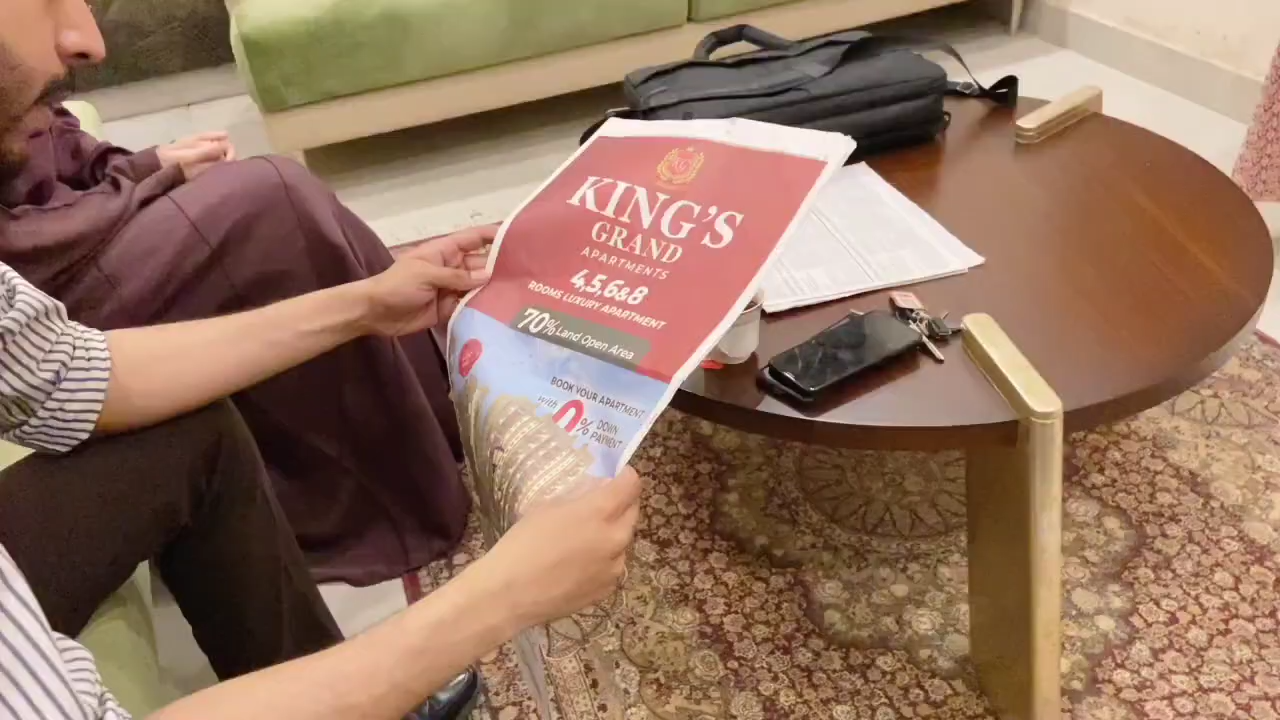 KING'S
GRAND
APARTMENTS
4,5,6&8
ROOMS LUXURY APARTMENT
70% Land Open Area
BOOK YOUR APARTMENT
with 0% DOWN
PAYMENT